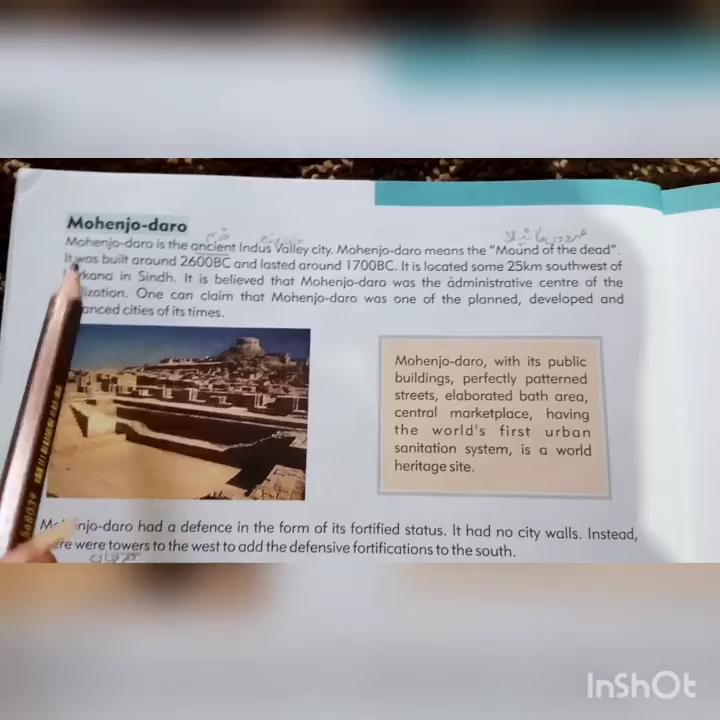 Mohenjo-daro
Mohenjo-daro is the ancient Indus Valley city. Mohenjo-daro means the "Mound of the dead".
It was built around 2600BC and lasted around 1700BC. It is located some 25km southwest of
kana in Sindh. It is believed that Mohenjo-daro was the administrative centre of the
ization. One can claim that Mohenjo-daro was one of the planned, developed and
anced cities of its times.
Mohenjo-daro, with its public
buildings, perfectly patterned
streets, elaborated bath area,
central marketplace, having
the world's first urban
sanitation system, is a world
heritage site.
injo-daro had a defence in the form of its fortified status. It had no city walls. Instead,
ere were towers to the west to add the defensive fortifications to the south.
InShOt